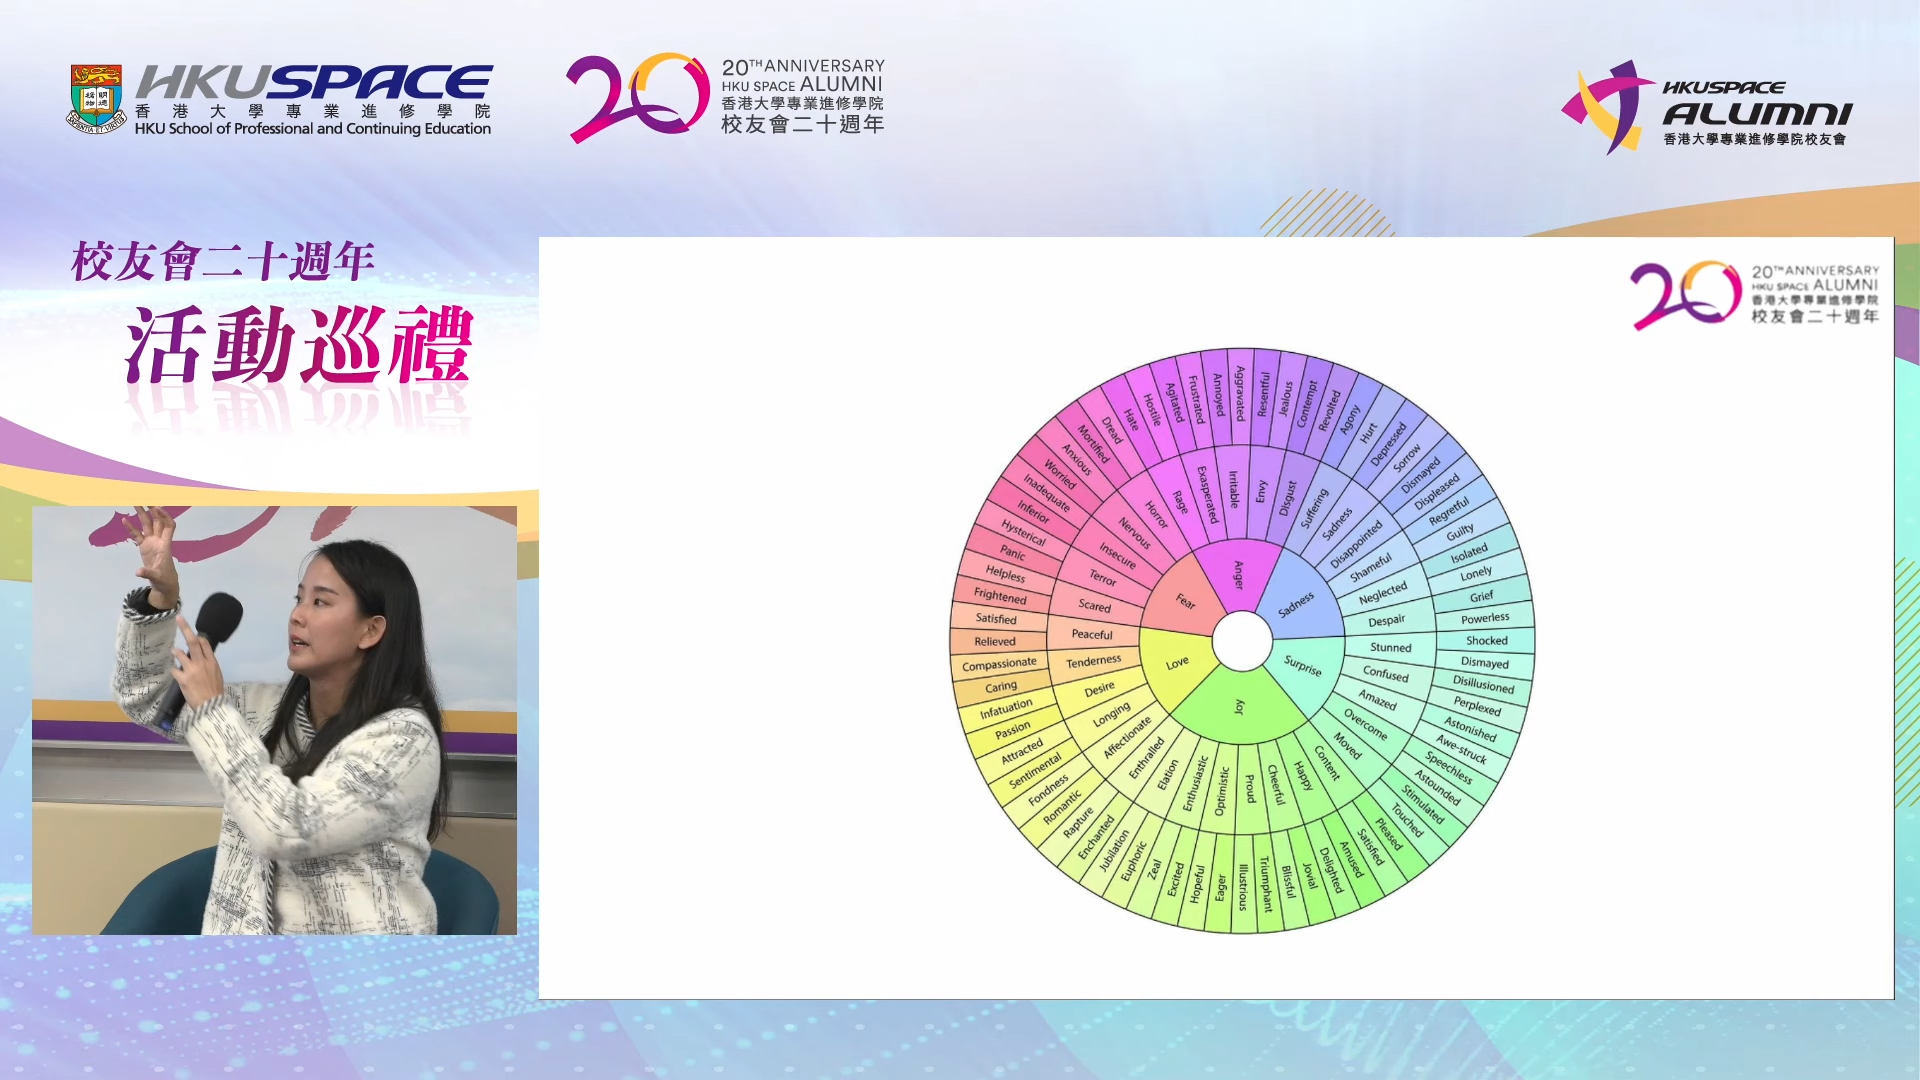 HKUSPACE
香港大學專業進修學院
HKU School of Professional and Continuing Education
20TH ANNIVERSARY
HKU SPACE ALUMNI
香港大學專業進修學院
校友會二十週年
HKUSPACE
ALUMNI
香港大學專業進修學院校友會
校友會二十週年
活動巡禮
20TH ANNIVERSARY
HKU SPACE ALUMNI
香港大學專業進修學院
校友會二十週年
Anger
Sadness
Surprise
Joy
Love
Fear
Rage
Exasperated
Irritable
Envy
Disgust
Suffering
Sadness
Disappointed
Shameful
Neglected
Despair
Stunned
Confused
Amazed
Overcome
Moved
Content
Happy
Cheerful
Proud
Optimistic
Enthusiastic
Elation
Enthralled
Affectionate
Longing
Desire
Tenderness
Peaceful
Scared
Terror
Insecure
Nervous
Horror
Hate
Hostile
Agitated
Frustrated
Annoyed
Aggravated
Resentful
Jealous
Contempt
Revolted
Agony
Hurt
Depressed
Sorrow
Dismayed
Displeased
Regretful
Guilty
Isolated
Lonely
Grief
Powerless
Shocked
Dismayed
Disillusioned
Perplexed
Astonished
Awe-struck
Speechless
Astounded
Stimulated
Touched
Pleased
Satisfied
Amused
Delighted
Jovial
Blissful
Triumphant
Illustrious
Eager
Hopeful
Excited
Zeal
Euphoric
Jubilation
Enchanted
Rapture
Romantic
Fondness
Sentimental
Attracted
Passion
Infatuation
Caring
Compassionate
Relieved
Satisfied
Frightened
Helpless
Panic
Hysterical
Inferior
Inadequate
Worried
Anxious
Mortified
Dread